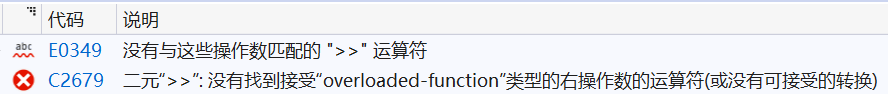 代码 说明
abc E0349 没有与这些操作数匹配的 ">>" 运算符
C2679 二元“>>”: 没有找到接受“overloaded-function”类型的右操作数的运算符(或没有可接受的转换)